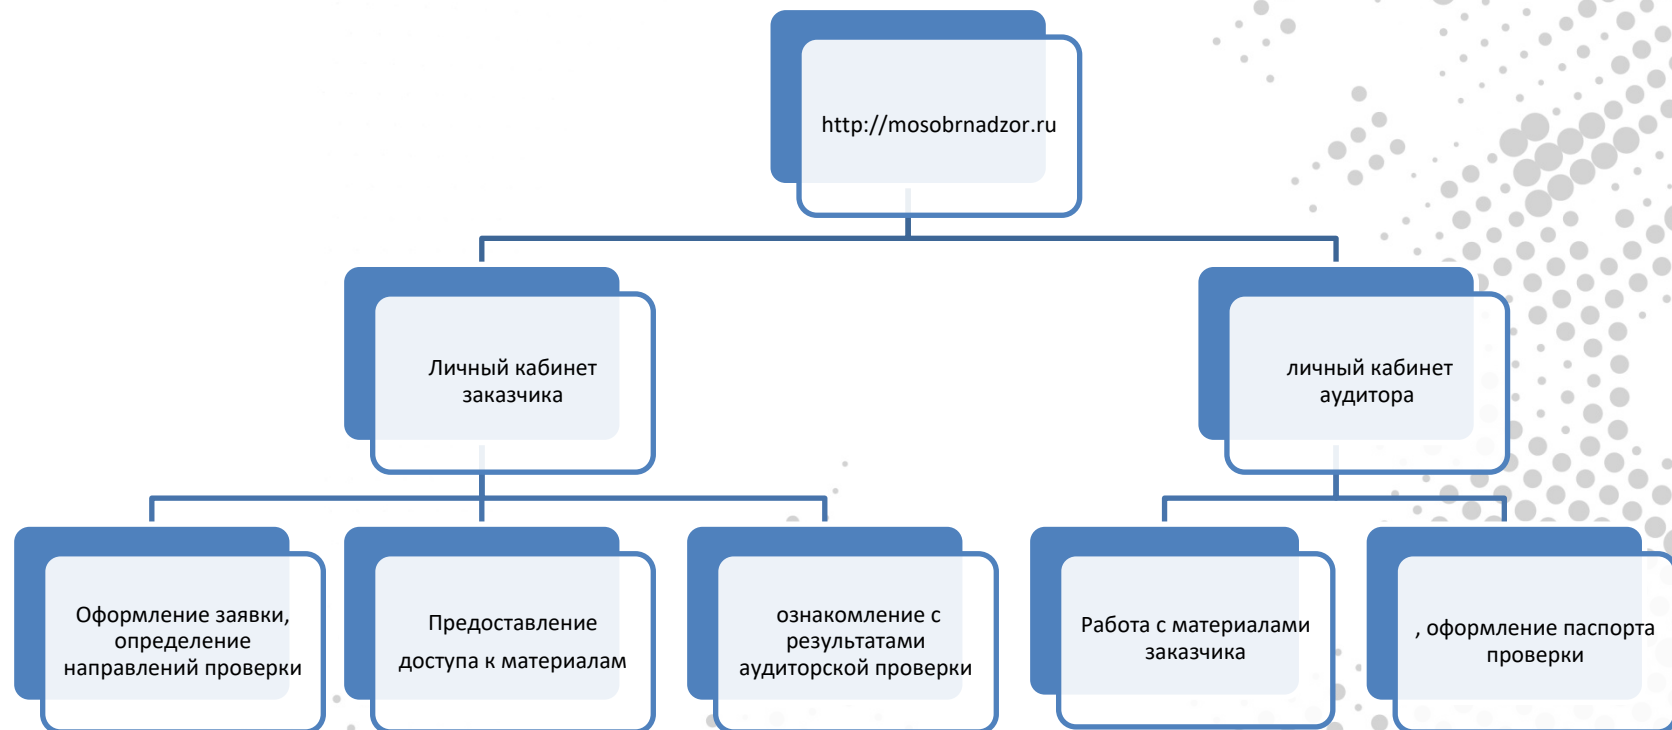 http://mosobrnadzor.ru
Личный кабинет
заказчика
личный кабинет
аудитора
Оформление заявки,
определение
направлений проверки
Предоставление
доступа к материалам
ознакомление с
результатами
аудиторской проверки
Работа с материалами
заказчика
, оформление паспорта
проверки